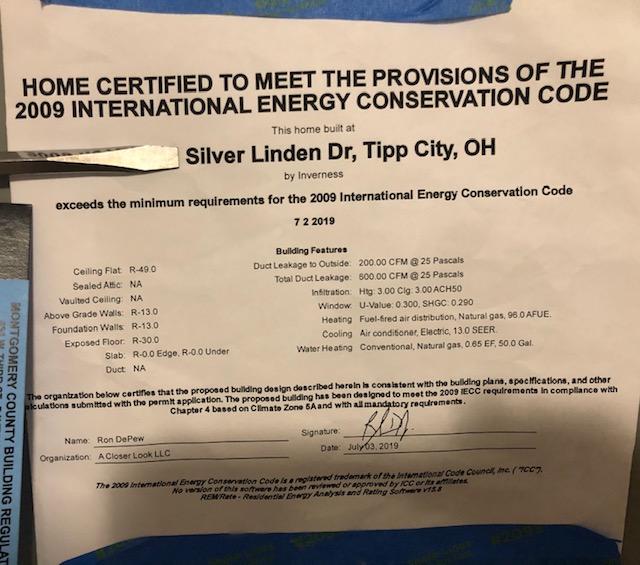 HOME CERTIFIED TO MEET THE PROVISIONS OF THE
2009 INTERNATIONAL ENERGY CONSERVATION CODE
This home built at
Silver Linden Dr, Tipp City, OH
by Inverness
exceeds the minimum requirements for the 2009 International Energy Conservation Code
7 2 2019
Building Features
Ceiling Flat: R-49.0
Sealed Attic: NA
Vaulted Ceiling: NA
Above Grade Walls: R-13.0
Foundation Walls: R-13.0
Exposed Floor: R-30.0
Slab: R-0.0 Edge, R-0.0 Under
Duct: NA
Duct Leakage to Outside: 200.00 CFM @ 25 Pascals
Total Duct Leakage: 600.00 CFM @ 25 Pascals
Infiltration: Htg: 3.00 Clg: 3.00 ACH50
Window: U-Value: 0.300, SHGC: 0.290
Heating Fuel-fired air distribution, Natural gas, 96.0 AFUE.
Cooling Air conditioner, Electric, 13.0 SEER.
Water Heating Conventional, Natural gas, 0.65 EF, 50.0 Gal.
The organization below certifies that the proposed building design described herein is consistent with the building plans, specifications, and other
calculations submitted with the permit application. The proposed building has been designed to meet the 2009 IECC requirements in compliance with
Chapter 4 based on Climate Zone 5A and with all mandatory requirements.
Name: Ron DePew
Signature:
Organization: A Closer Look LLC
Date: July 03, 2019
The 2009 International Energy Conservation Code is a registered trademark of the International Code Council, Inc. ( "ICC").
No version of this software has been reviewed or approved by ICC or its affiliates.
REM/Rate - Residential Energy Analysis and Rating Software v15.8
MONTGOMERY COUNTY BUILDING REGULAT